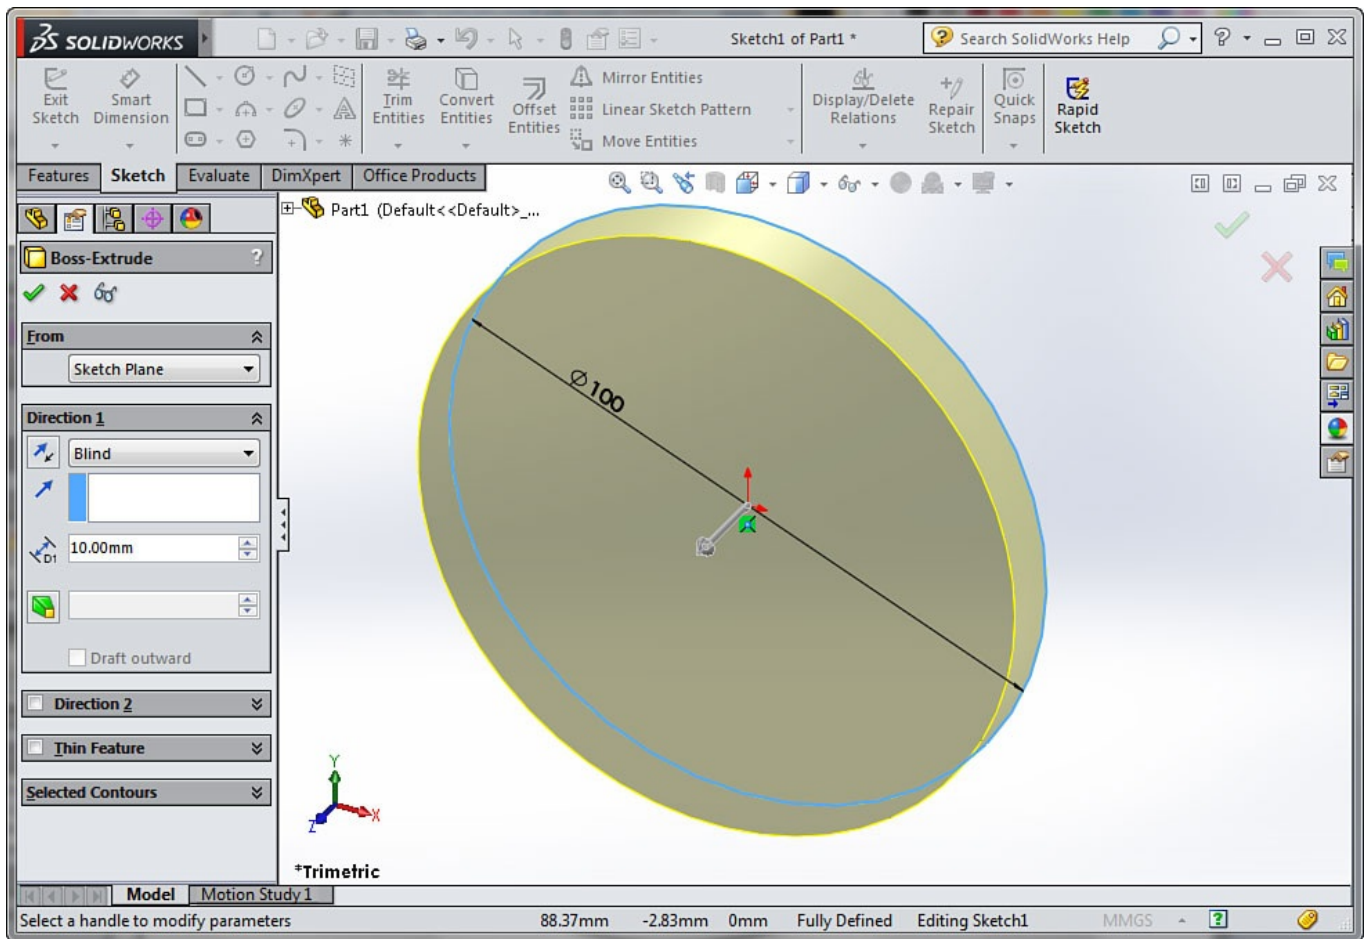 SOLIDWORKS
Sketch1 of Part1 *
Search SolidWorks Help
Exit Sketch
Smart Dimension
Trim Entities
Convert Entities
Offset Entities
Mirror Entities
Linear Sketch Pattern
Move Entities
Display/Delete Relations
Repair Sketch
Quick Snaps
Rapid Sketch
Features
Sketch
Evaluate
DimXpert
Office Products
Part1 (Default<<Default>_...
Boss-Extrude
?
From
Sketch Plane
Direction 1
Blind
D1
10.00mm
Draft outward
Direction 2
Thin Feature
Selected Contours
Ø100
Y
X
Z
*Trimetric
Model
Motion Study 1
Select a handle to modify parameters
88.37mm
-2.83mm
0mm
Fully Defined
Editing Sketch1
MMGS
?